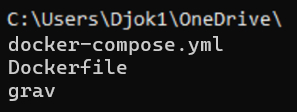 C:\Users\Djok1\OneDrive\
docker-compose.yml
Dockerfile
grav